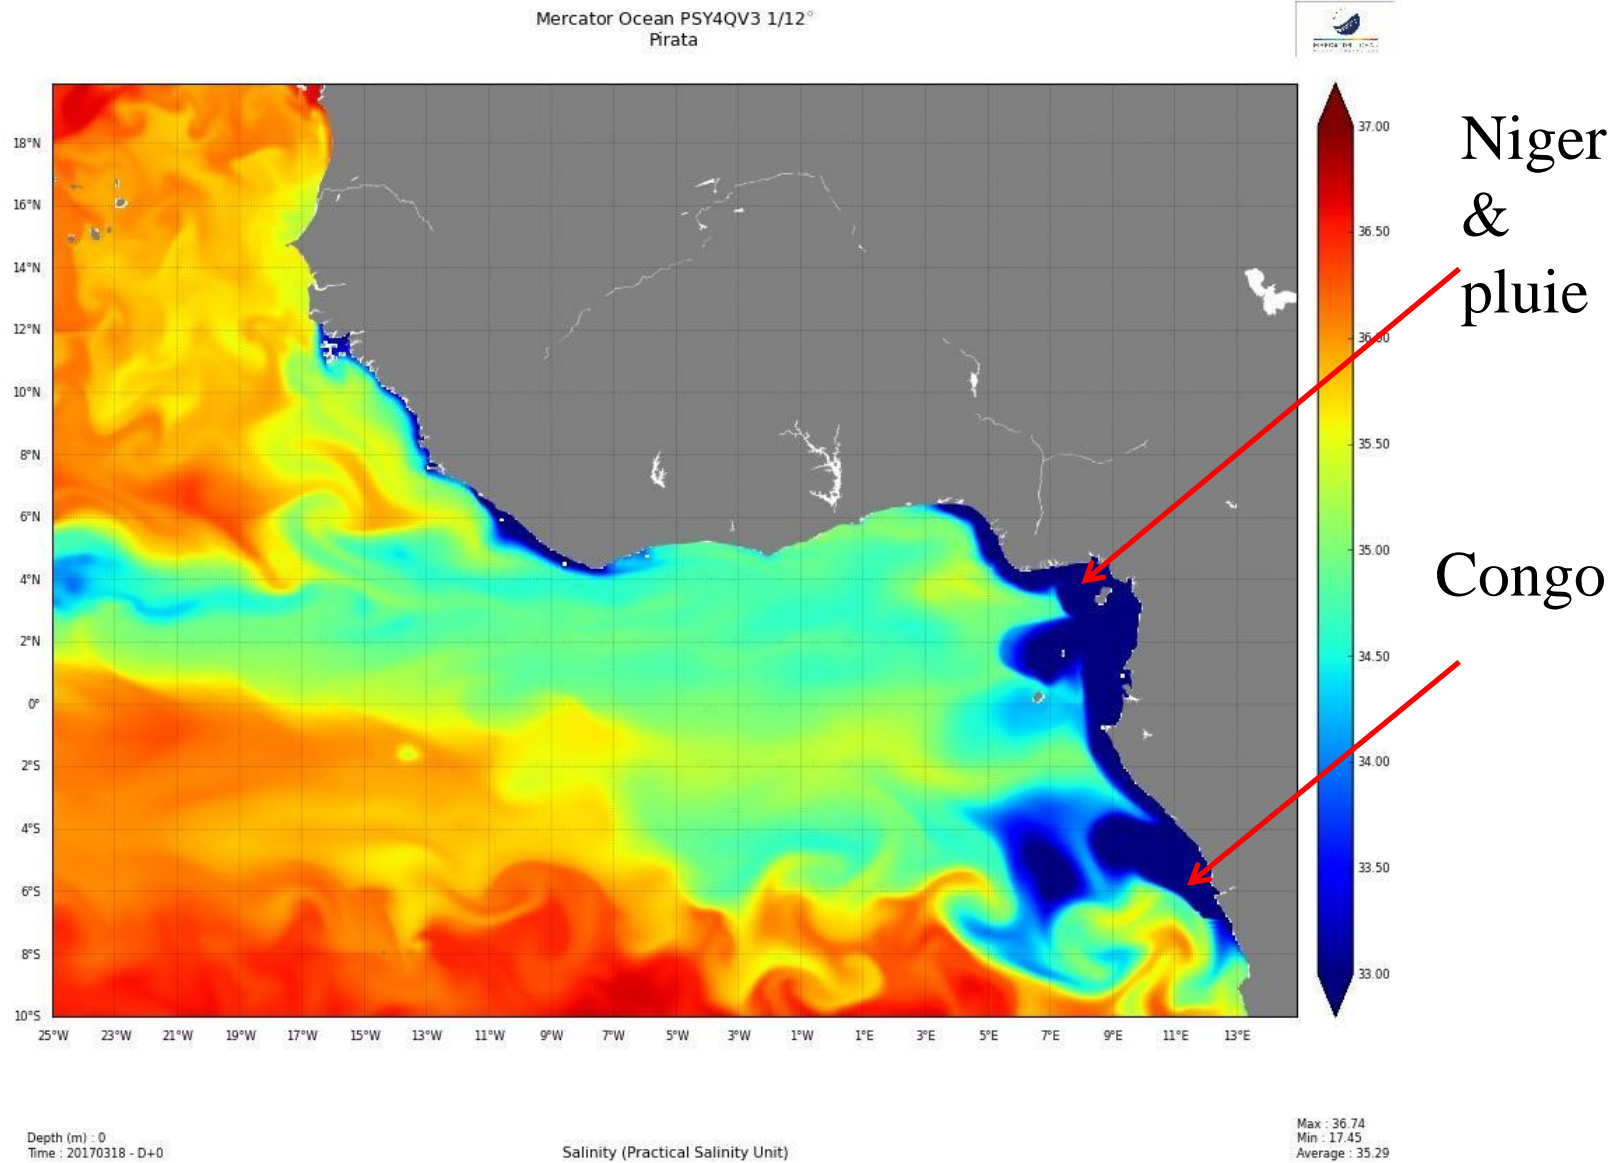 Mercator Ocean PSY4QV3 1/12°
Pirata
18°N
16°N
14°N
12°N
10°N
8°N
6°N
4°N
2°N
0°
2°S
4°S
6°S
8°S
10°S
25°W 23°W 21°W 19°W 17°W 15°W 13°W 11°W 9°W 7°W 5°W 3°W 1°W 1°E 3°E 5°E 7°E 9°E 11°E 13°E
37.00
36.50
36.00
35.50
35.00
34.50
34.00
33.50
33.00
Niger
&
pluie
Congo
Depth (m) : 0
Time : 20170318 - D+0
Salinity (Practical Salinity Unit)
Max : 36.74
Min : 17.45
Average : 35.29